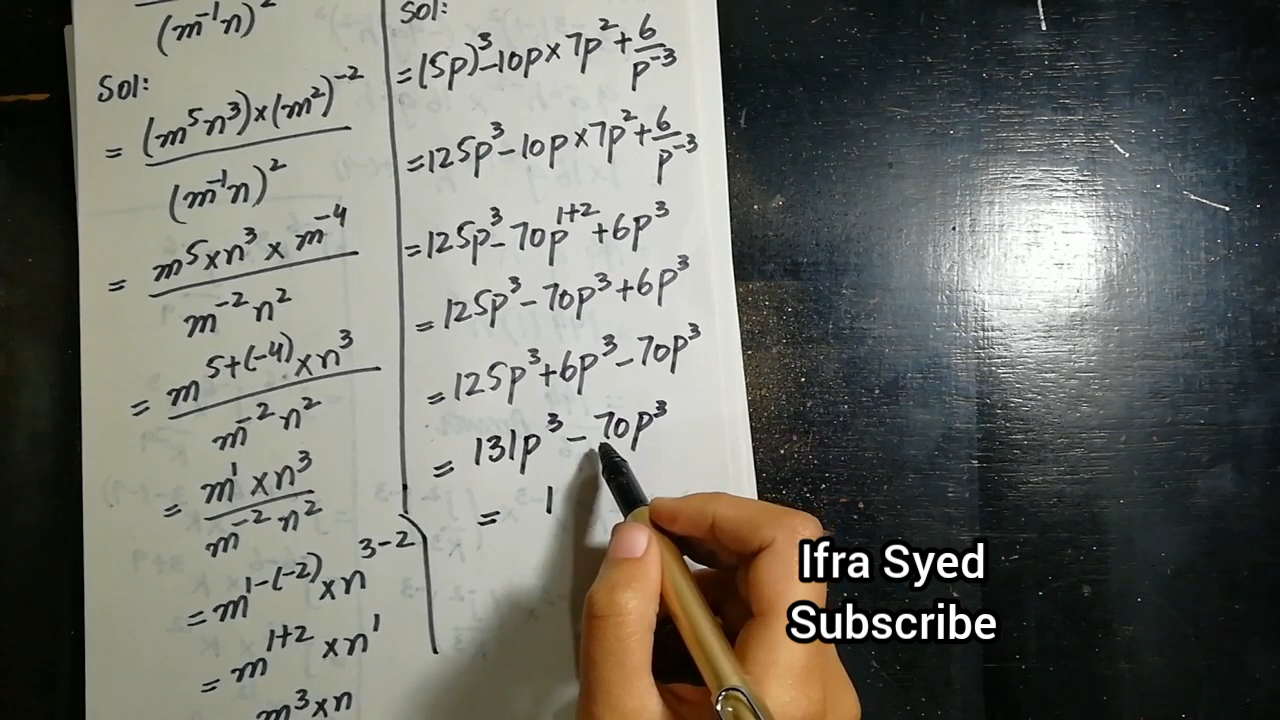 (m⁻¹n)²
Sol:
= (m⁵n³)×(m²)⁻²
(m⁻¹n)²
= m⁵×n³×m⁻⁴
m⁻²n²
= m⁵⁺⁽⁻⁴⁾×n³
m⁻²n²
= m¹×n³
m⁻²n²
= m¹⁻⁽⁻²⁾×n³⁻²
= m¹⁺²×n¹
m³×n
Sol:
= (5p)³-10p×7p²+6/p⁻³
= 125p³-10p×7p²+6/p⁻³
= 125p³-70p¹⁺²+6p³
= 125p³-70p³+6p³
= 125p³+6p³-70p³
= 131p³-70p³
= 1
Ifra Syed
Subscribe